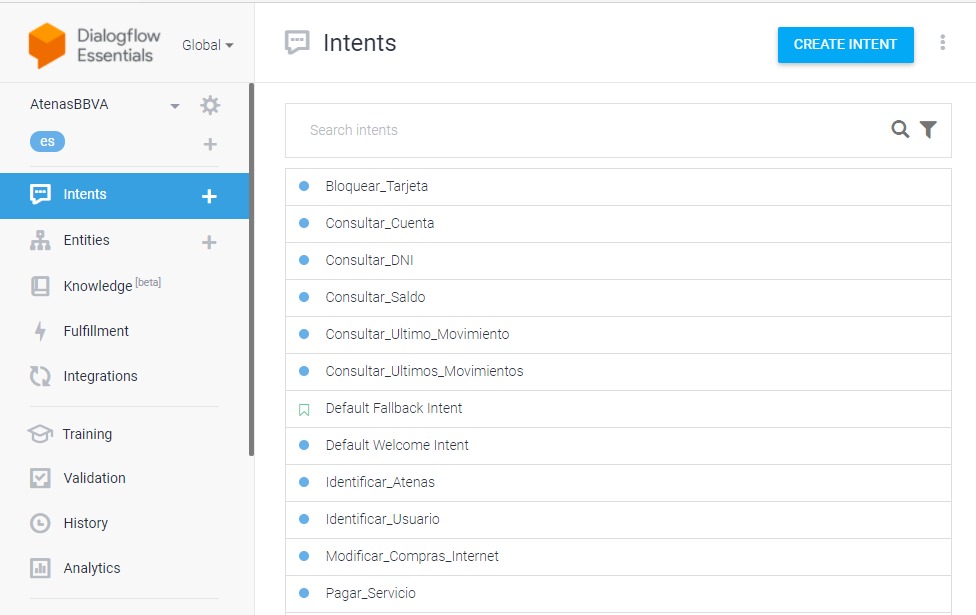 Dialogflow
Essentials
Global
AtenasBBVA
es
Intents
Entities
Knowledge [beta]
Fulfillment
Integrations
Training
Validation
History
Analytics
Intents
CREATE INTENT
Search intents
Bloquear_Tarjeta
Consultar_Cuenta
Consultar_DNI
Consultar_Saldo
Consultar_Ultimo_Movimiento
Consultar_Ultimos_Movimientos
Default Fallback Intent
Default Welcome Intent
Identificar_Atenas
Identificar_Usuario
Modificar_Compras_Internet
Pagar_Servicio